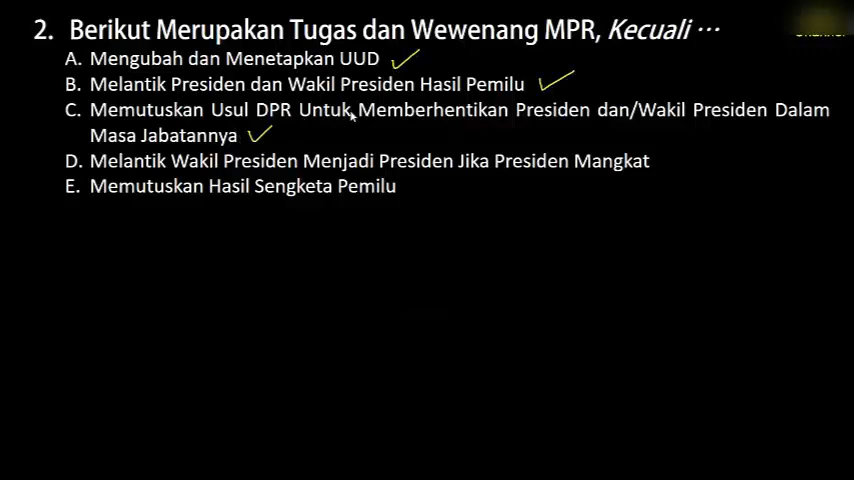 2. Berikut Merupakan Tugas dan Wewenang MPR, Kecuali ...
A. Mengubah dan Menetapkan UUD
B. Melantik Presiden dan Wakil Presiden Hasil Pemilu
C. Memutuskan Usul DPR Untuk Memberhentikan Presiden dan/Wakil Presiden Dalam
Masa Jabatannya
D. Melantik Wakil Presiden Menjadi Presiden Jika Presiden Mangkat
E. Memutuskan Hasil Sengketa Pemilu